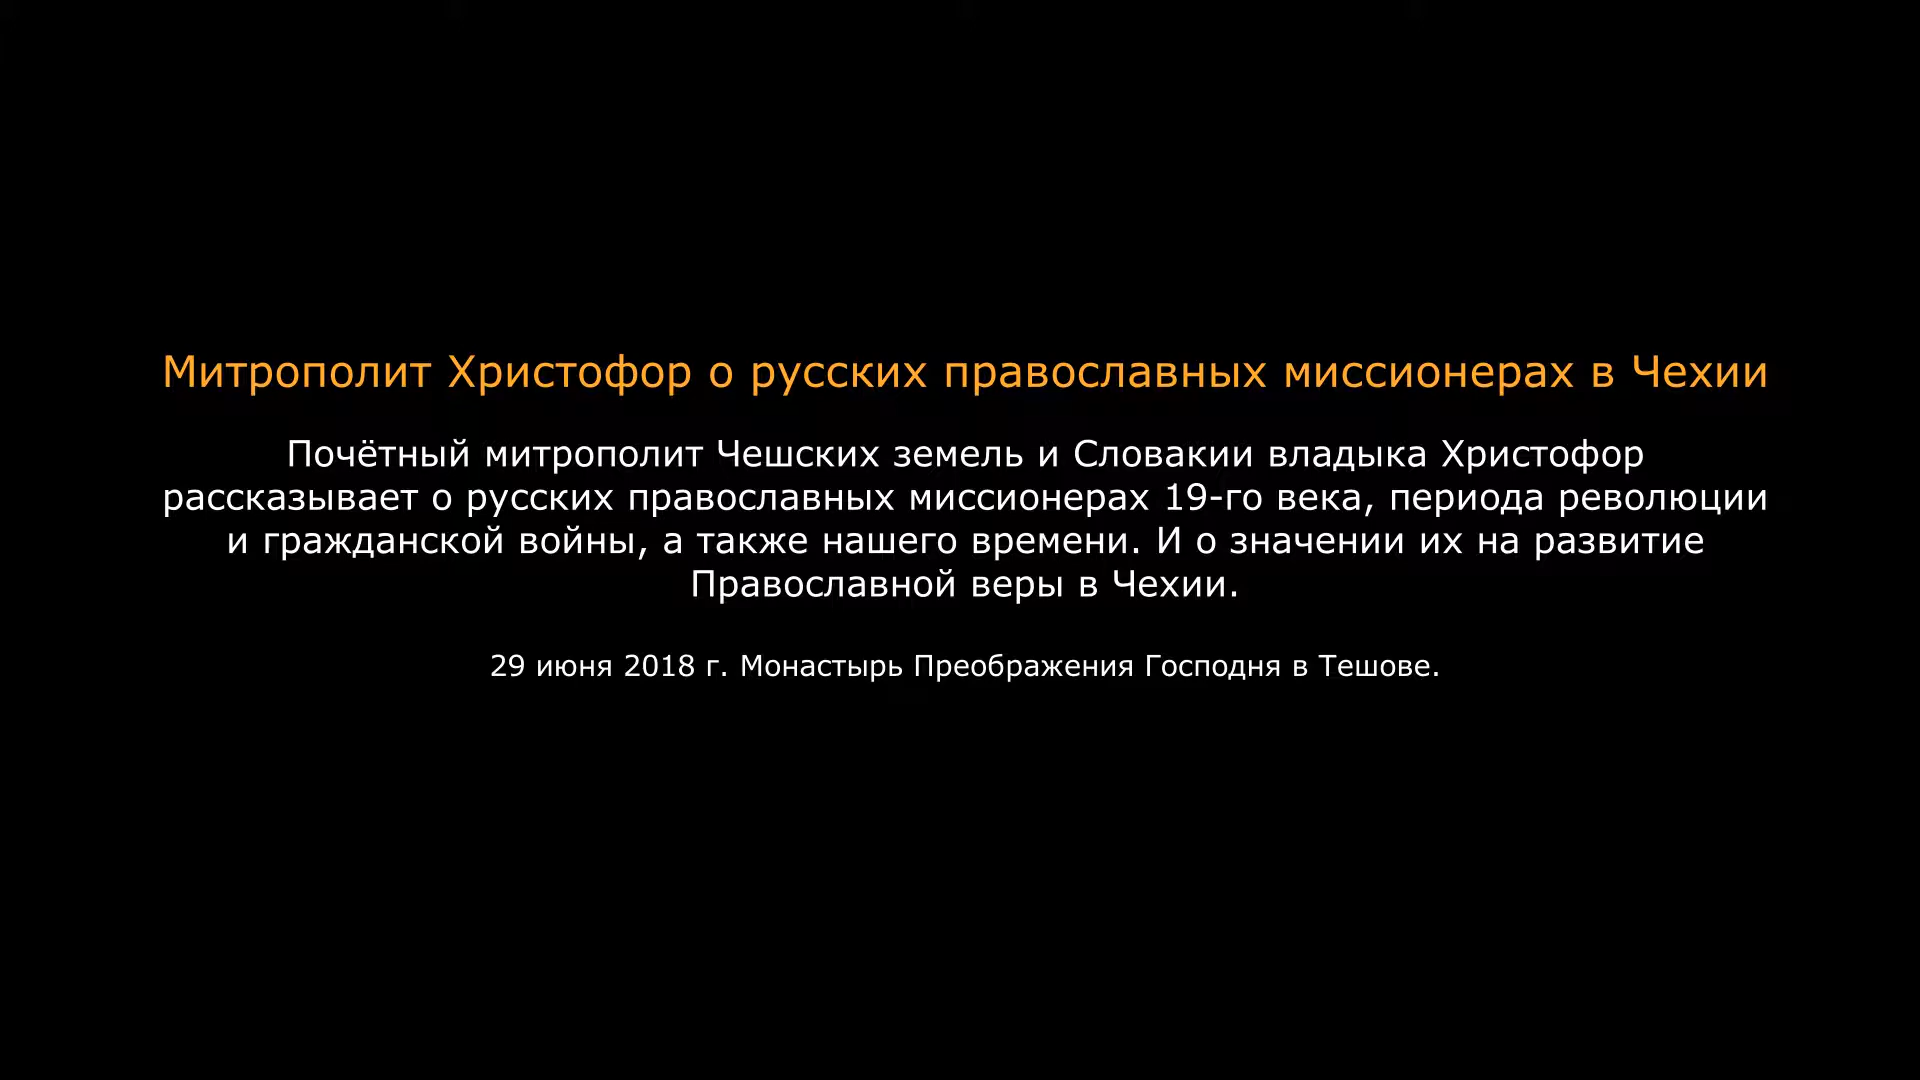 Митрополит Христофор о русских православных миссионерах в Чехии
Почётный митрополит Чешских земель и Словакии владыка Христофор
рассказывает о русских православных миссионерах 19-го века, периода революции
и гражданской войны, а также нашего времени. И о значении их на развитие
Православной веры в Чехии.
29 июня 2018 г. Монастырь Преображения Господня в Тешове.